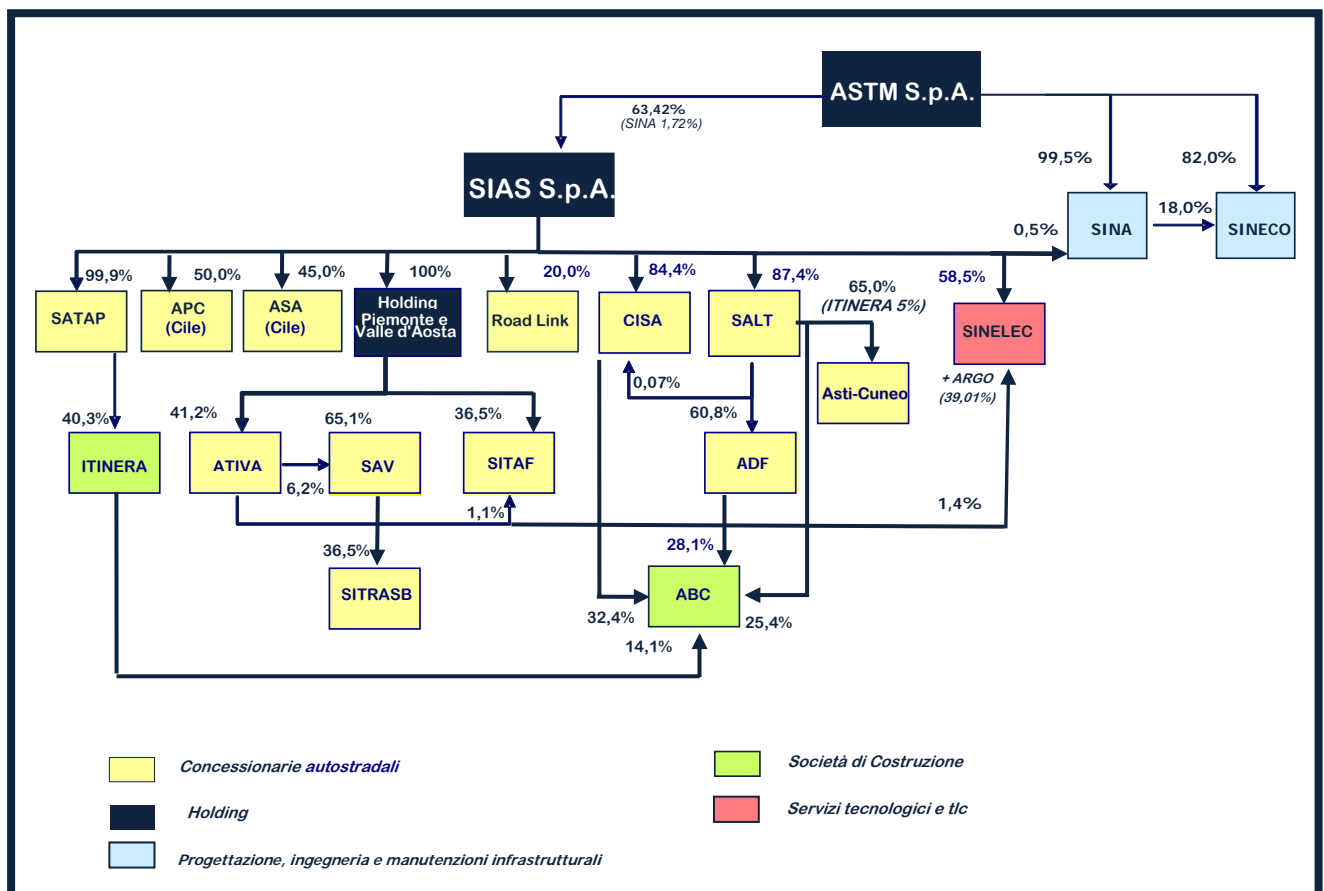 ASTM S.p.A.
63,42%
(SINA 1,72%)
SIAS S.p.A.
99,5%
82,0%
0,5%
SINA
18,0%
SINECO
99,9%
50,0%
45,0%
100%
20,0%
84,4%
87,4%
65,0%
(ITINERA 5%)
58,5%
SATAP
APC
(Cile)
ASA
(Cile)
Holding
Piemonte e
Valle d'Aosta
Road Link
CISA
SALT
SINELEC
+ ARGO
(39,01%)
Asti-Cuneo
0,07%
40,3%
41,2%
65,1%
36,5%
60,8%
ITINERA
ATIVA
6,2%
SAV
SITAF
ADF
1,1%
1,4%
36,5%
28,1%
SITRASB
ABC
32,4%
25,4%
14,1%
Concessionarie autostradali
Società di Costruzione
Holding
Servizi tecnologici e tlc
Progettazione, ingegneria e manutenzioni infrastrutturali